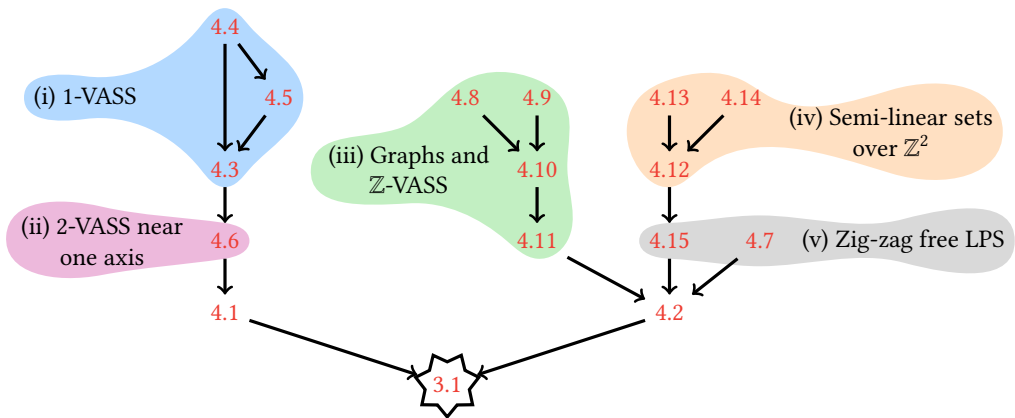 4.4
(i) 1-VASS
4.5
4.8
4.9
4.13
4.14
(iv) Semi-linear sets
over ℤ²
4.3
(iii) Graphs and
ℤ-VASS
4.10
4.12
(ii) 2-VASS near
one axis
4.6
4.11
4.15
4.7
(v) Zig-zag free LPS
4.1
4.2
3.1